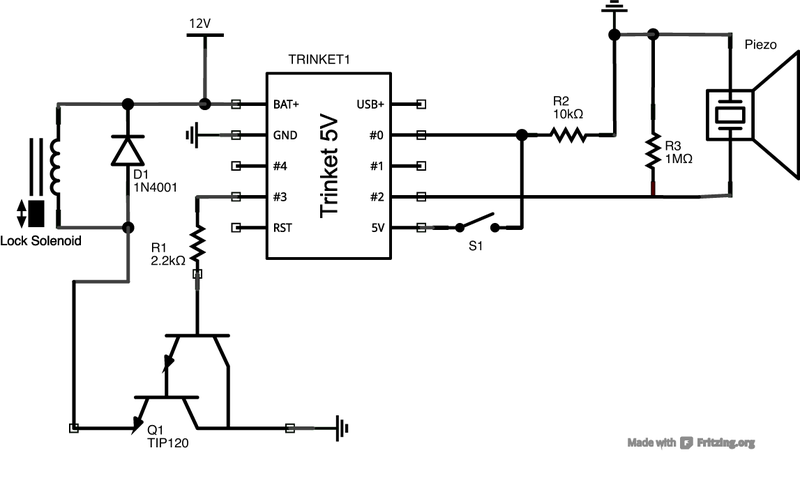 12V
TRINKET1
Piezo
BAT+
USB+
R2
10kΩ
GND
#0
#4
#1
Trinket 5V
R3
1MΩ
D1
1N4001
#3
#2
RST
5V
Lock Solenoid
R1
2.2kΩ
S1
Q1
TIP120
Made with Fritzing.org